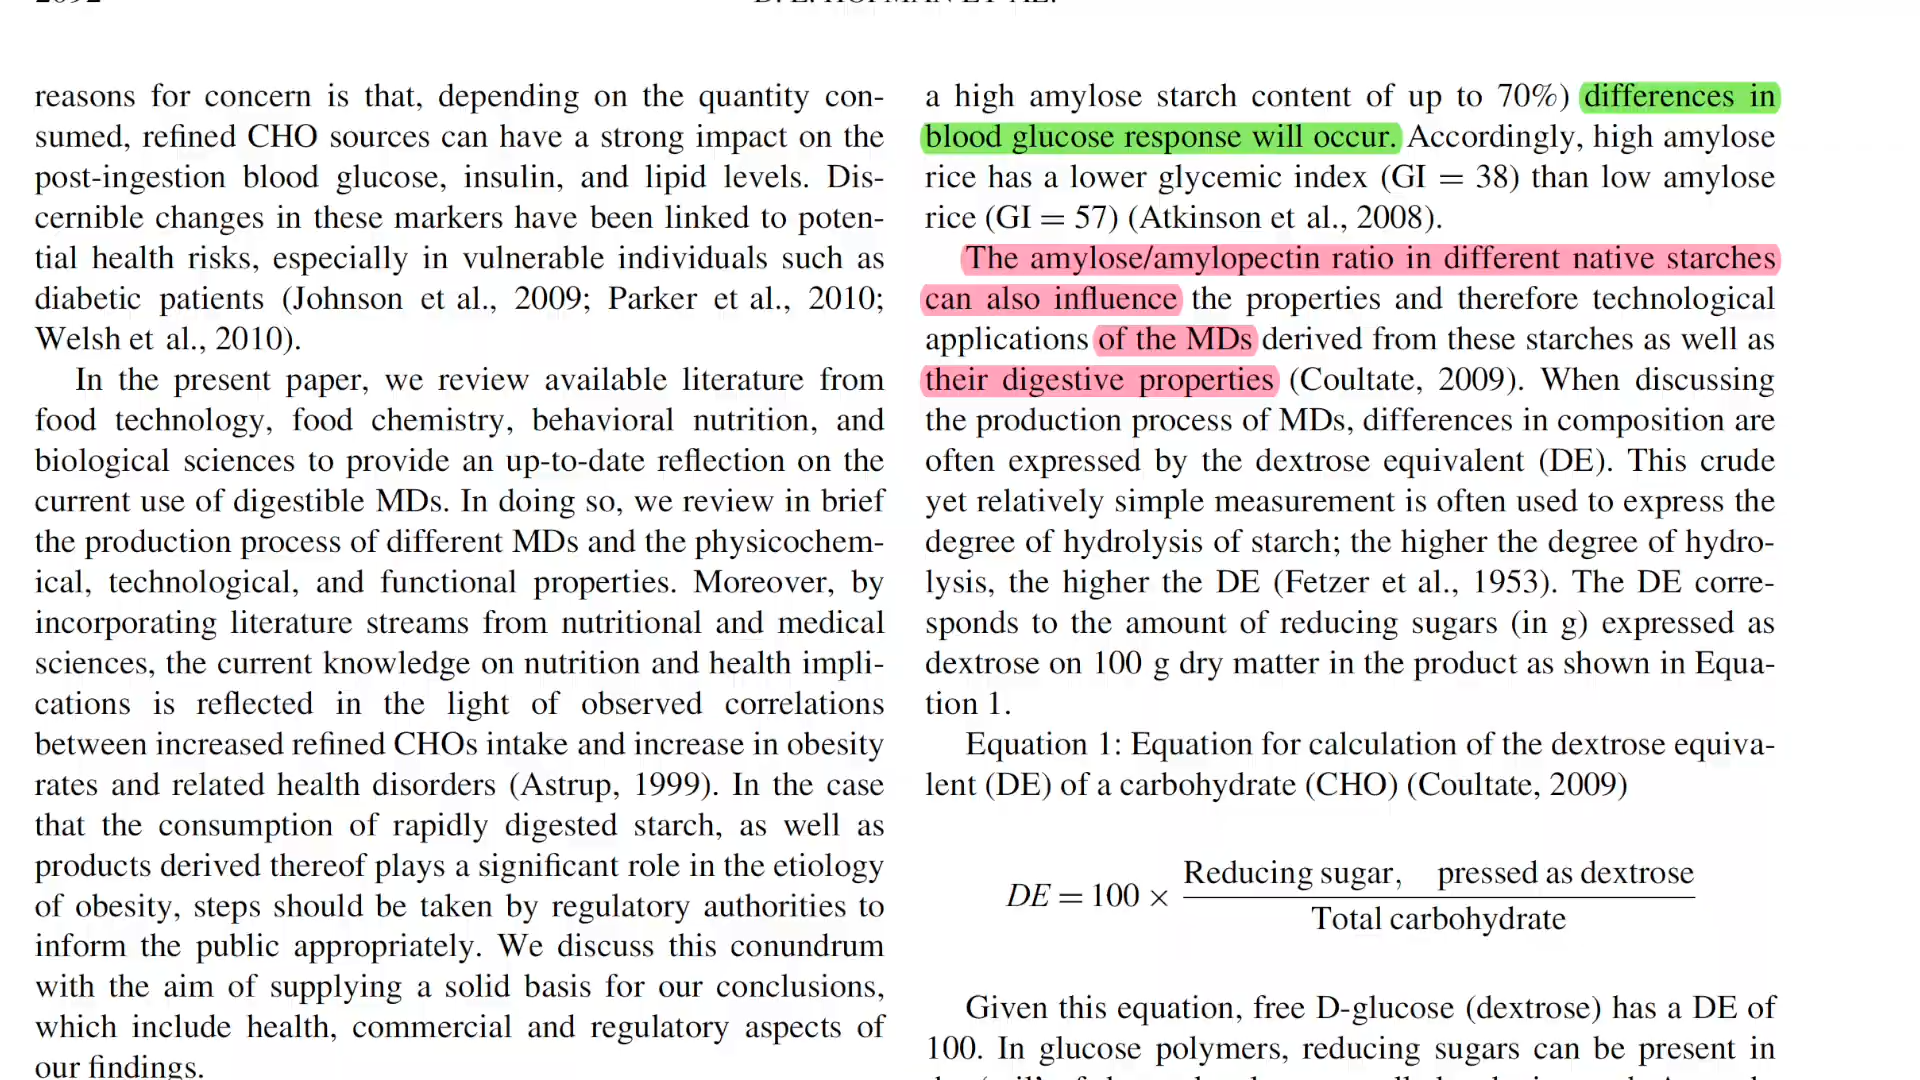 2092
D. L. HOFMAN ET AL.
reasons for concern is that, depending on the quantity con-
sumed, refined CHO sources can have a strong impact on the
post-ingestion blood glucose, insulin, and lipid levels. Dis-
cernible changes in these markers have been linked to poten-
tial health risks, especially in vulnerable individuals such as
diabetic patients (Johnson et al., 2009; Parker et al., 2010;
Welsh et al., 2010).
In the present paper, we review available literature from
food technology, food chemistry, behavioral nutrition, and
biological sciences to provide an up-to-date reflection on the
current use of digestible MDs. In doing so, we review in brief
the production process of different MDs and the physicochem-
ical, technological, and functional properties. Moreover, by
incorporating literature streams from nutritional and medical
sciences, the current knowledge on nutrition and health impli-
cations is reflected in the light of observed correlations
between increased refined CHOs intake and increase in obesity
rates and related health disorders (Astrup, 1999). In the case
that the consumption of rapidly digested starch, as well as
products derived thereof plays a significant role in the etiology
of obesity, steps should be taken by regulatory authorities to
inform the public appropriately. We discuss this conundrum
with the aim of supplying a solid basis for our conclusions,
which include health, commercial and regulatory aspects of
our findings.
a high amylose starch content of up to 70%) differences in
blood glucose response will occur. Accordingly, high amylose
rice has a lower glycemic index (GI = 38) than low amylose
rice (GI = 57) (Atkinson et al., 2008).
The amylose/amylopectin ratio in different native starches
can also influence the properties and therefore technological
applications of the MDs derived from these starches as well as
their digestive properties (Coultate, 2009). When discussing
the production process of MDs, differences in composition are
often expressed by the dextrose equivalent (DE). This crude
yet relatively simple measurement is often used to express the
degree of hydrolysis of starch; the higher the degree of hydro-
lysis, the higher the DE (Fetzer et al., 1953). The DE corre-
sponds to the amount of reducing sugars (in g) expressed as
dextrose on 100 g dry matter in the product as shown in Equa-
tion 1.
Equation 1: Equation for calculation of the dextrose equiva-
lent (DE) of a carbohydrate (CHO) (Coultate, 2009)
DE = 100 × Reducing sugar, pressed as dextrose
Total carbohydrate
Given this equation, free D-glucose (dextrose) has a DE of
100. In glucose polymers, reducing sugars can be present in